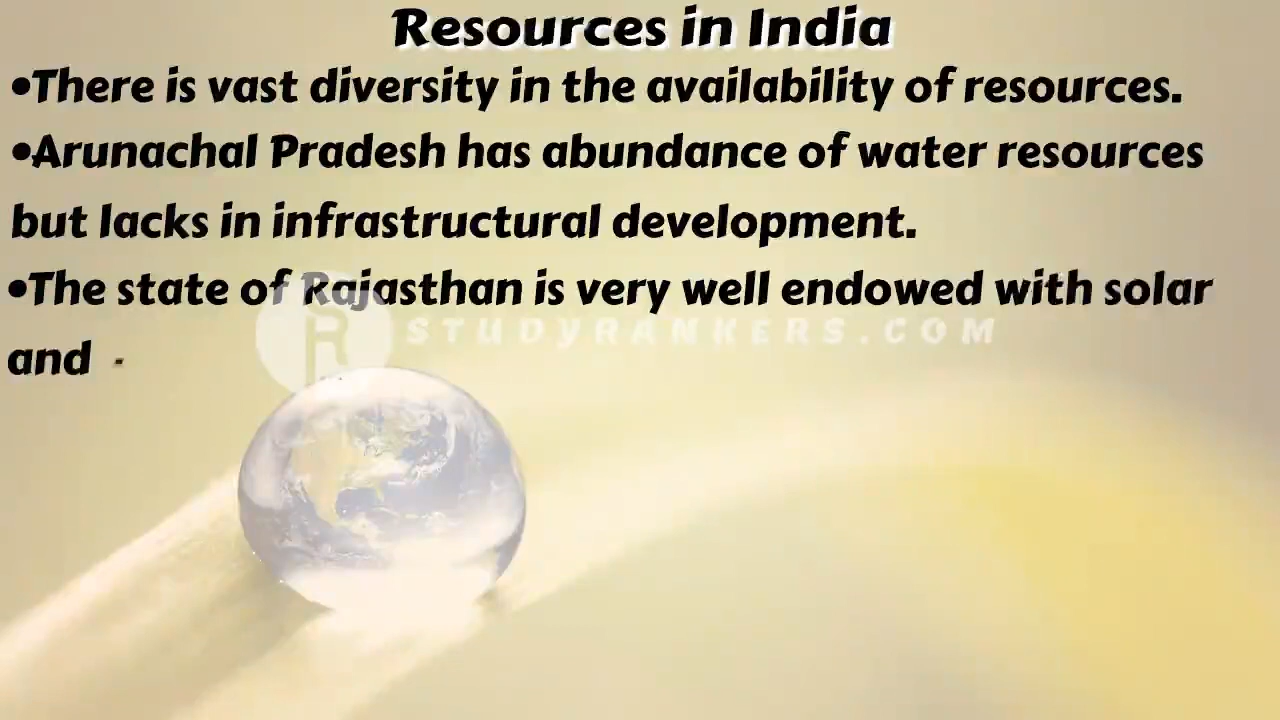 Resources in India
•There is vast diversity in the availability of resources.
•Arunachal Pradesh has abundance of water resources
but lacks in infrastructural development.
•The state of Rajasthan is very well endowed with solar
and -
R STUDYRANKERS.COM